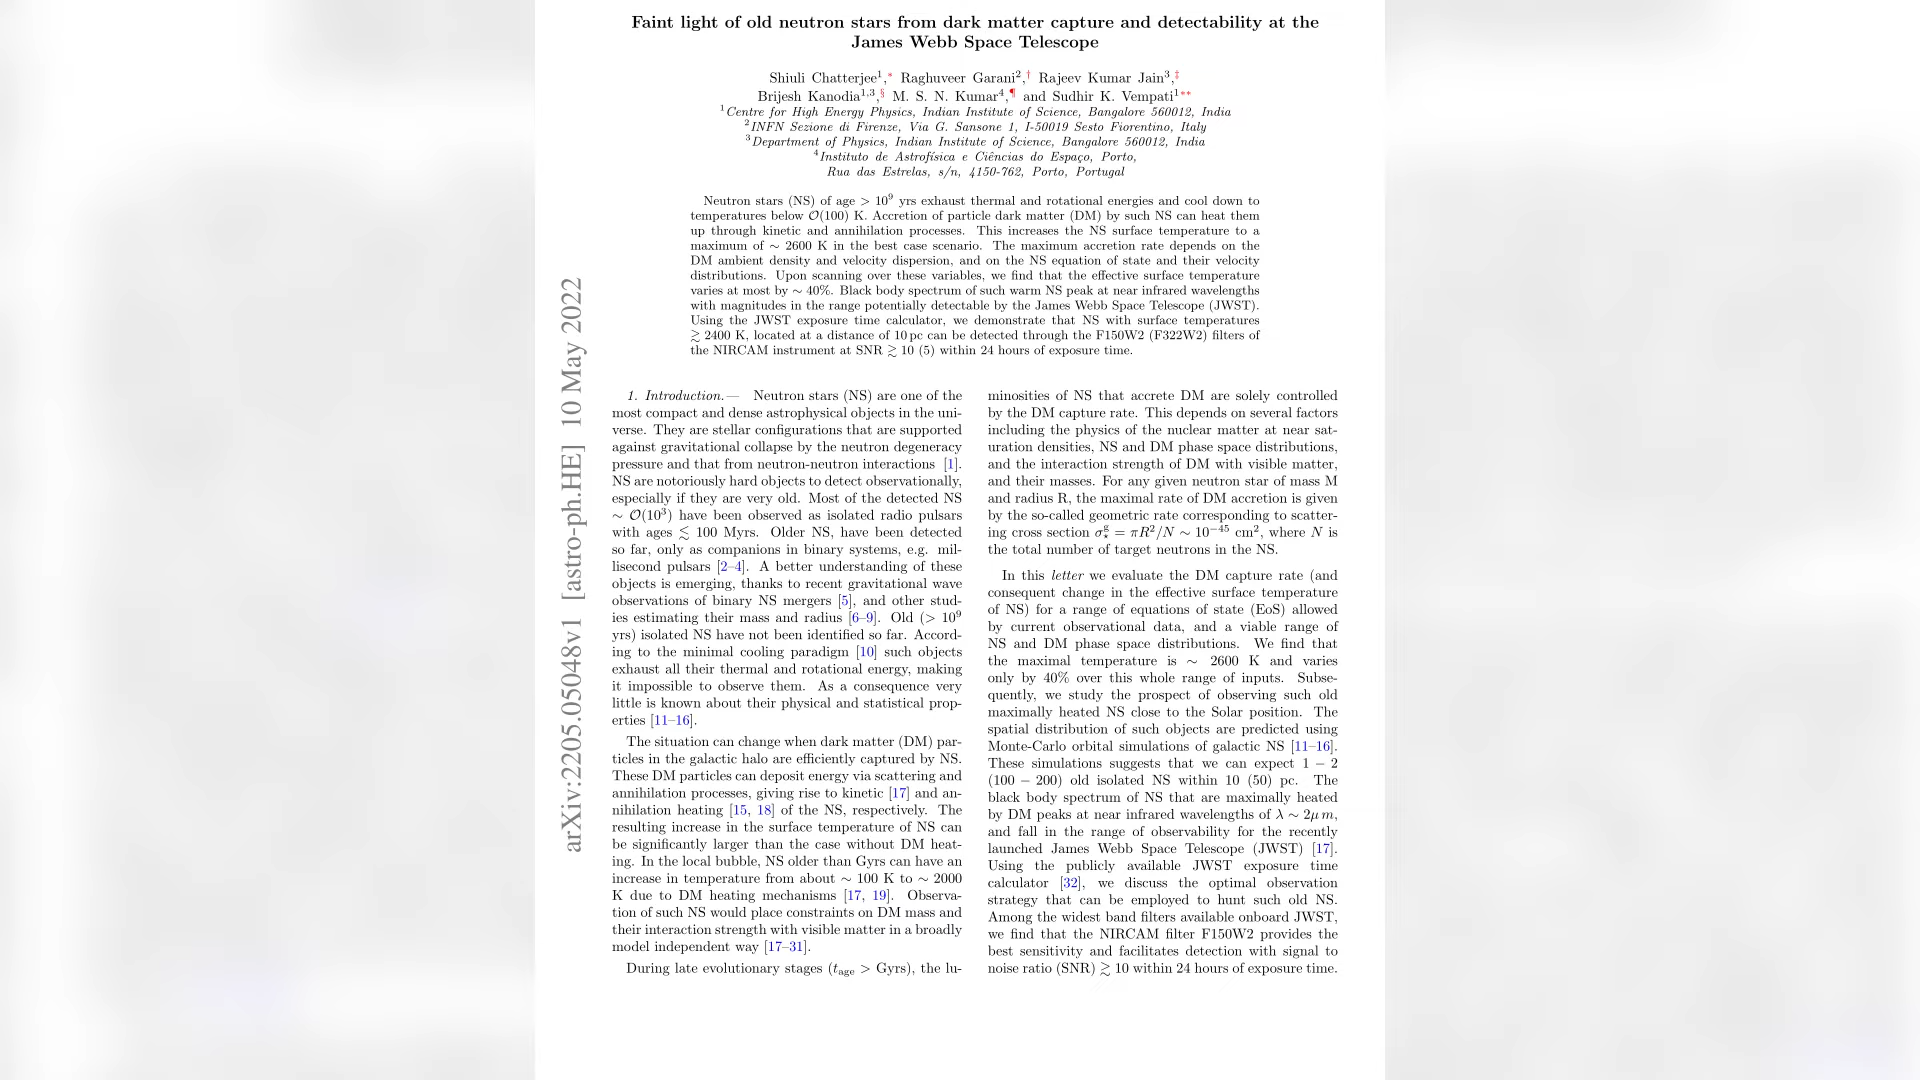 Faint light of old neutron stars from dark matter capture and detectability at the
James Webb Space Telescope
Shiuli Chatterjee¹,* Raghuveer Garani²,† Rajeev Kumar Jain³,‡
Brijesh Kanodia¹,³,§ M. S. N. Kumar⁴,¶ and Sudhir K. Vempati¹**
¹Centre for High Energy Physics, Indian Institute of Science, Bangalore 560012, India
²INFN Sezione di Firenze, Via G. Sansone 1, I-50019 Sesto Fiorentino, Italy
³Department of Physics, Indian Institute of Science, Bangalore 560012, India
⁴Instituto de Astrofísica e Ciências do Espaço, Porto,
Rua das Estrelas, s/n, 4150-762, Porto, Portugal
Neutron stars (NS) of age > 10⁹ yrs exhaust thermal and rotational energies and cool down to
temperatures below 𝒪(100) K. Accretion of particle dark matter (DM) by such NS can heat them
up through kinetic and annihilation processes. This increases the NS surface temperature to a
maximum of ∼ 2600 K in the best case scenario. The maximum accretion rate depends on the
DM ambient density and velocity dispersion, and on the NS equation of state and their velocity
distributions. Upon scanning over these variables, we find that the effective surface temperature
varies at most by ∼ 40%. Black body spectrum of such warm NS peak at near infrared wavelengths
with magnitudes in the range potentially detectable by the James Webb Space Telescope (JWST).
Using the JWST exposure time calculator, we demonstrate that NS with surface temperatures
≳ 2400 K, located at a distance of 10 pc can be detected through the F150W2 (F322W2) filters of
the NIRCAM instrument at SNR ≳ 10 (5) within 24 hours of exposure time.
arXiv:2205.05048v1 [astro-ph.HE] 10 May 2022
1. Introduction.— Neutron stars (NS) are one of the
most compact and dense astrophysical objects in the uni-
verse. They are stellar configurations that are supported
against gravitational collapse by the neutron degeneracy
pressure and that from neutron-neutron interactions [1].
NS are notoriously hard objects to detect observationally,
especially if they are very old. Most of the detected NS
∼ 𝒪(10³) have been observed as isolated radio pulsars
with ages ≲ 100 Myrs. Older NS, have been detected
so far, only as companions in binary systems, e.g. mil-
lisecond pulsars [2–4]. A better understanding of these
objects is emerging, thanks to recent gravitational wave
observations of binary NS mergers [5], and other stud-
ies estimating their mass and radius [6–9]. Old (> 10⁹
yrs) isolated NS have not been identified so far. Accord-
ing to the minimal cooling paradigm [10] such objects
exhaust all their thermal and rotational energy, making
it impossible to observe them. As a consequence very
little is known about their physical and statistical prop-
erties [11–16].
The situation can change when dark matter (DM) par-
ticles in the galactic halo are efficiently captured by NS.
These DM particles can deposit energy via scattering and
annihilation processes, giving rise to kinetic [17] and an-
nihilation heating [15, 18] of the NS, respectively. The
resulting increase in the surface temperature of NS can
be significantly larger than the case without DM heat-
ing. In the local bubble, NS older than Gyrs can have an
increase in temperature from about ∼ 100 K to ∼ 2000
K due to DM heating mechanisms [17, 19]. Observa-
tion of such NS would place constraints on DM mass and
their interaction strength with visible matter in a broadly
model independent way [17–31].
During late evolutionary stages (t_age > Gyrs), the lu-
minosities of NS that accrete DM are solely controlled
by the DM capture rate. This depends on several factors
including the physics of the nuclear matter at near sat-
uration densities, NS and DM phase space distributions,
and the interaction strength of DM with visible matter,
and their masses. For any given neutron star of mass M
and radius R, the maximal rate of DM accretion is given
by the so-called geometric rate corresponding to scatter-
ing cross section σ⋆ᵍ = πR²/N ∼ 10⁻⁴⁵ cm², where N is
the total number of target neutrons in the NS.
In this letter we evaluate the DM capture rate (and
consequent change in the effective surface temperature
of NS) for a range of equations of state (EoS) allowed
by current observational data, and a viable range of
NS and DM phase space distributions. We find that
the maximal temperature is ∼ 2600 K and varies
only by 40% over this whole range of inputs. Subse-
quently, we study the prospect of observing such old
maximally heated NS close to the Solar position. The
spatial distribution of such objects are predicted using
Monte-Carlo orbital simulations of galactic NS [11–16].
These simulations suggests that we can expect 1 − 2
(100 − 200) old isolated NS within 10 (50) pc. The
black body spectrum of NS that are maximally heated
by DM peaks at near infrared wavelengths of λ ∼ 2μm,
and fall in the range of observability for the recently
launched James Webb Space Telescope (JWST) [17].
Using the publicly available JWST exposure time
calculator [32], we discuss the optimal observation
strategy that can be employed to hunt such old NS.
Among the widest band filters available onboard JWST,
we find that the NIRCAM filter F150W2 provides the
best sensitivity and facilitates detection with signal to
noise ratio (SNR) ≳ 10 within 24 hours of exposure time.